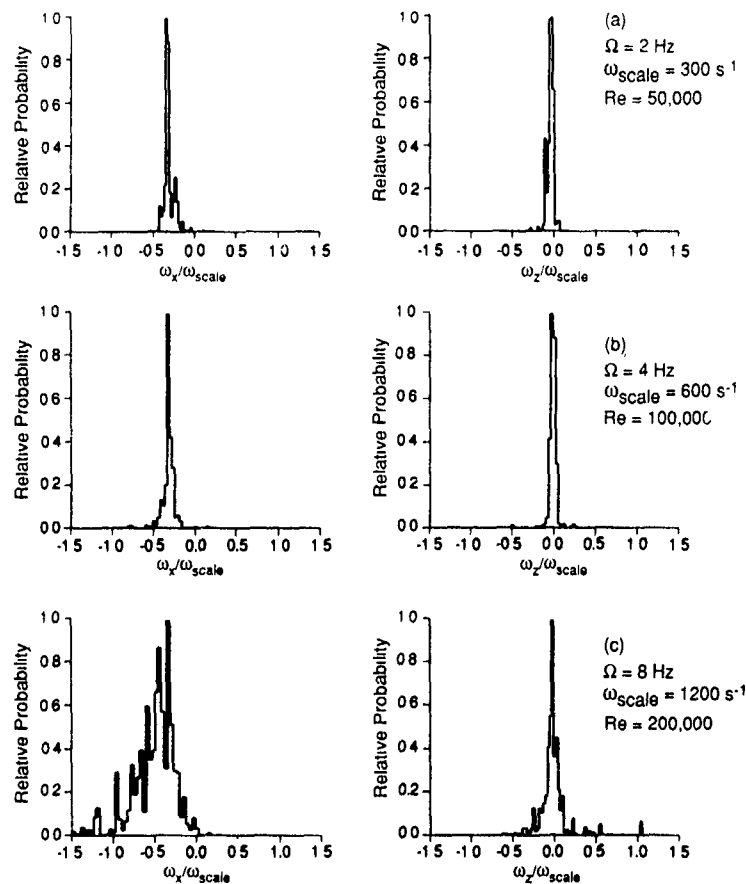 Relative Probability
1.0
0.8
0.6
0.4
0.2
0.0
-1.5 -1.0 -0.5 0.0 0.5 1.0 1.5
ωx/ωscale
Relative Probability
1.0
0.8
0.6
0.4
0.2
0.0
-1.5 -1.0 -0.5 0.0 0.5 1.0 1.5
ωz/ωscale
(a)
Ω = 2 Hz
ωscale = 300 s-1
Re = 50,000
Relative Probability
1.0
0.8
0.6
0.4
0.2
0.0
-1.5 -1.0 -0.5 0.0 0.5 1.0 1.5
ωx/ωscale
Relative Probability
1.0
0.8
0.6
0.4
0.2
0.0
-1.5 -1.0 -0.5 0.0 0.5 1.0 1.5
ωz/ωscale
(b)
Ω = 4 Hz
ωscale = 600 s-1
Re = 100,000
Relative Probability
1.0
0.8
0.6
0.4
0.2
0.0
-1.5 -1.0 -0.5 0.0 0.5 1.0 1.5
ωx/ωscale
Relative Probability
1.0
0.8
0.6
0.4
0.2
0.0
-1.5 -1.0 -0.5 0.0 0.5 1.0 1.5
ωz/ωscale
(c)
Ω = 8 Hz
ωscale = 1200 s-1
Re = 200,000